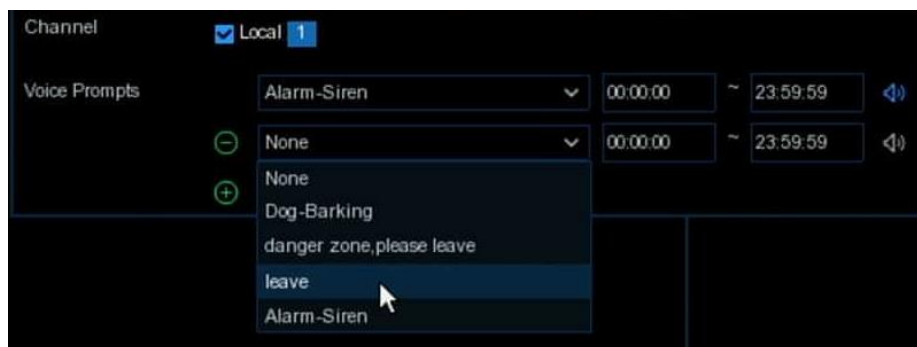 Channel Local 1
Voice Prompts Alarm-Siren 00:00:00 ~ 23:59:59
None 00:00:00 ~ 23:59:59
None
Dog-Barking
danger zone,please leave
leave
Alarm-Siren